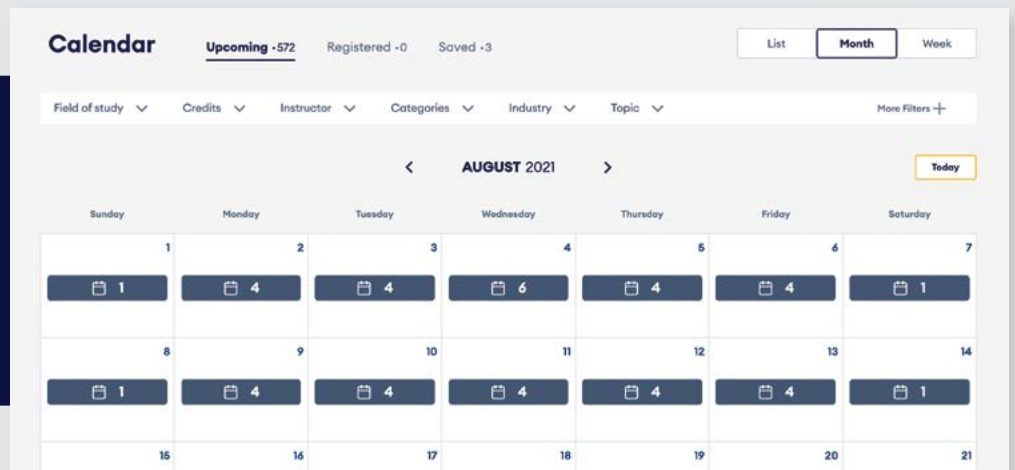 Calendar Upcoming •572 Registered •0 Saved •3 List Month Week
Field of study Credits Instructor Categories Industry Topic More Filters
AUGUST 2021 Today
Sunday Monday Tuesday Wednesday Thursday Friday Saturday
1 2 3 4 5 6 7
1 4 4 6 4 4 1
8 9 10 11 12 13 14
1 4 4 4 4 4 1
15 16 17 18 19 20 21